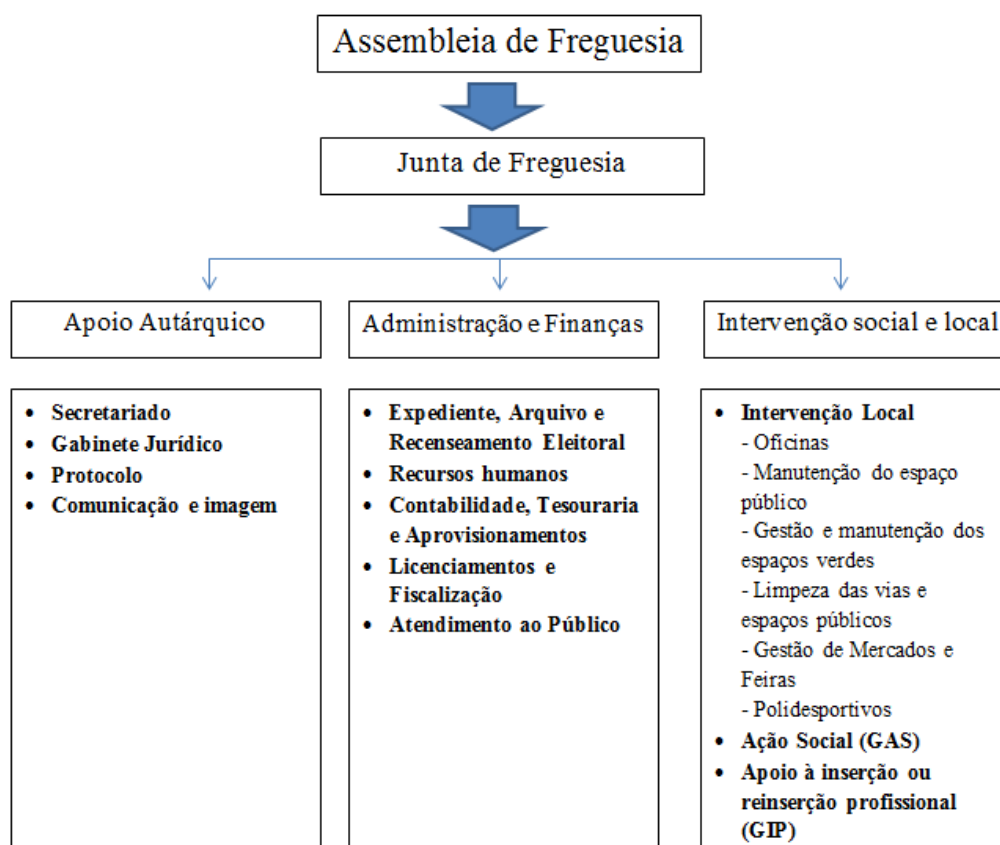 Assembleia de Freguesia
Junta de Freguesia
Apoio Autárquico
Administração e Finanças
Intervenção social e local
• Secretariado
• Gabinete Jurídico
• Protocolo
• Comunicação e imagem
• Expediente, Arquivo e
Recenseamento Eleitoral
• Recursos humanos
• Contabilidade, Tesouraria
e Aprovisionamentos
• Licenciamentos e
Fiscalização
• Atendimento ao Público
• Intervenção Local
- Oficinas
- Manutenção do espaço
público
- Gestão e manutenção dos
espaços verdes
- Limpeza das vias e
espaços públicos
- Gestão de Mercados e
Feiras
- Polidesportivos
• Ação Social (GAS)
• Apoio à inserção ou
reinserção profissional
(GIP)